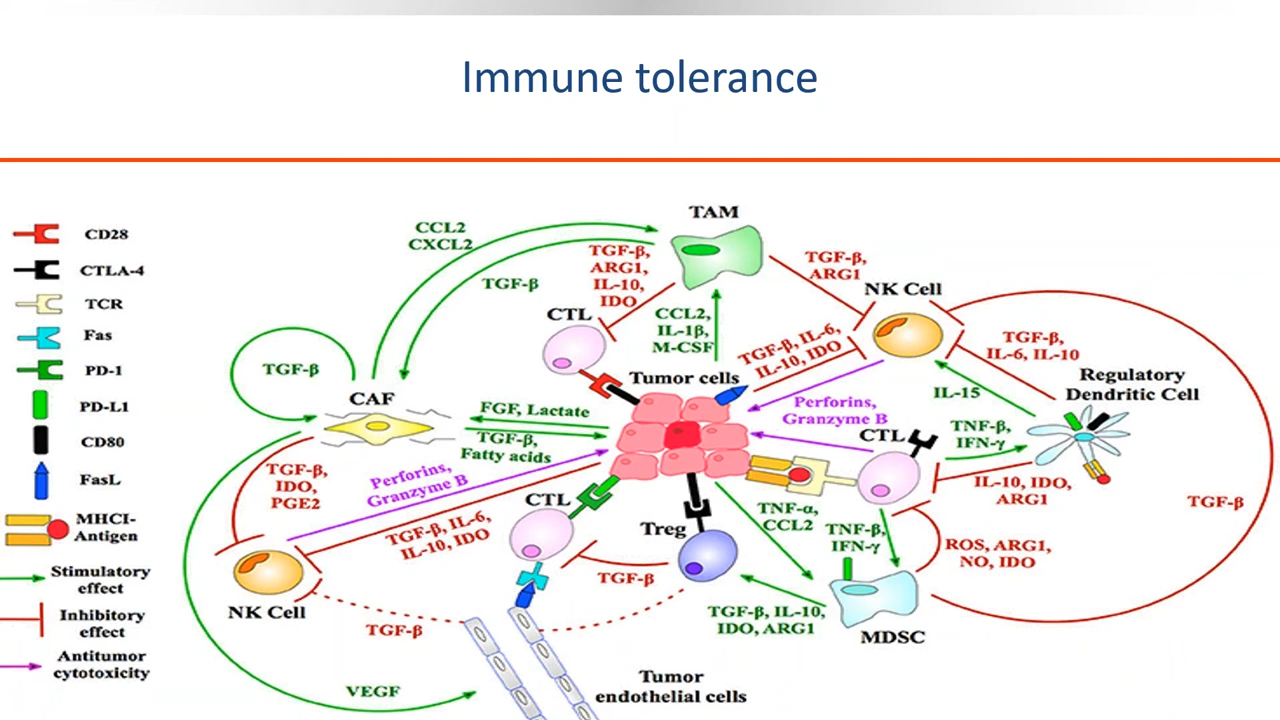 Immune tolerance
CD28
CTLA-4
TCR
Fas
PD-1
PD-L1
CD80
FasL
MHCI-
Antigen
Stimulatory
effect
Inhibitory
effect
Antitumor
cytotoxicity
TAM
CCL2
CXCL2
TGF-β
TGF-β,
ARG1,
IL-10,
IDO
TGF-β,
ARG1
NK Cell
CTL
CCL2,
IL-1β,
M-CSF
TGF-β, IL-6,
IL-10, IDO
TGF-β,
IL-6, IL-10
Regulatory
Dendritic Cell
TGF-β
CAF
Tumor cells
IL-15
FGF, Lactate
TGF-β,
Fatty acids
Perforins,
Granzyme B
CTL
TNF-β,
IFN-γ
TGF-β,
IDO,
PGE2
Perforins,
Granzyme B
IL-10, IDO,
ARG1
TGF-β
CTL
TGF-β, IL-6,
IL-10, IDO
Treg
TNF-α,
CCL2
TNF-β,
IFN-γ
ROS, ARG1,
NO, IDO
TGF-β
NK Cell
TGF-β
TGF-β, IL-10,
IDO, ARG1
MDSC
VEGF
Tumor
endothelial cells